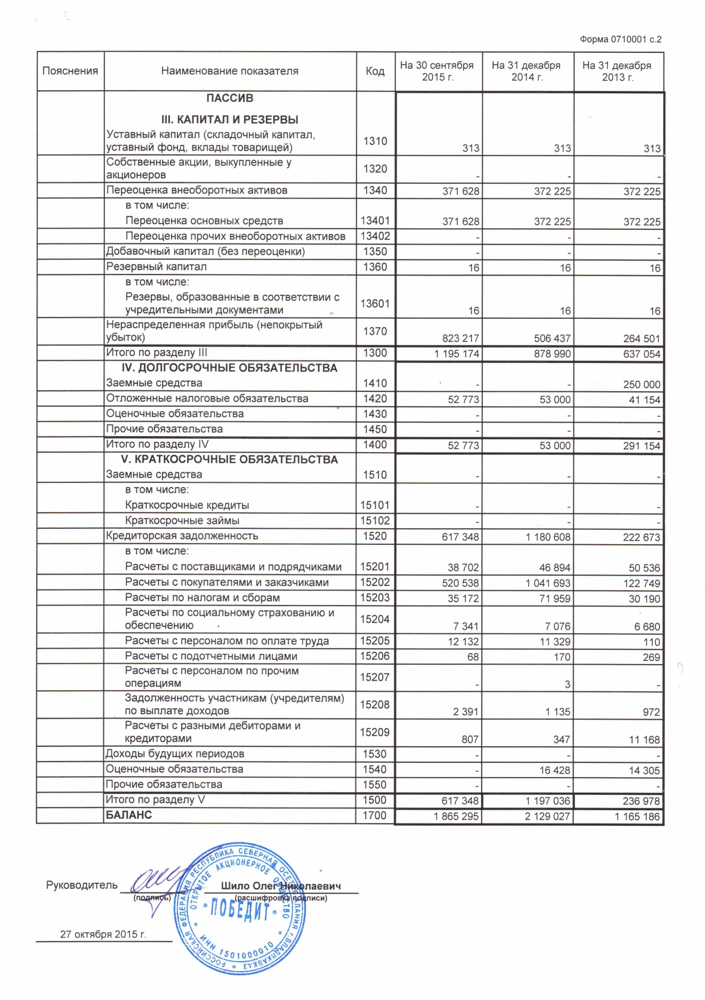 Форма 0710001 с.2
Пояснения Наименование показателя Код На 30 сентября 2015 г. На 31 декабря 2014 г. На 31 декабря 2013 г.
ПАССИВ
III. КАПИТАЛ И РЕЗЕРВЫ
Уставный капитал (складочный капитал,
уставный фонд, вклады товарищей) 1310 313 313 313
Собственные акции, выкупленные у
акционеров 1320 - - -
Переоценка внеоборотных активов 1340 371 628 372 225 372 225
в том числе:
Переоценка основных средств 13401 371 628 372 225 372 225
Переоценка прочих внеоборотных активов 13402 - - -
Добавочный капитал (без переоценки) 1350 - - -
Резервный капитал 1360 16 16 16
в том числе:
Резервы, образованные в соответствии с
учредительными документами 13601 16 16 16
Нераспределенная прибыль (непокрытый
убыток) 1370 823 217 506 437 264 501
Итого по разделу III 1300 1 195 174 878 990 637 054
IV. ДОЛГОСРОЧНЫЕ ОБЯЗАТЕЛЬСТВА
Заемные средства 1410 - - 250 000
Отложенные налоговые обязательства 1420 52 773 53 000 41 154
Оценочные обязательства 1430 - - -
Прочие обязательства 1450 - - -
Итого по разделу IV 1400 52 773 53 000 291 154
V. КРАТКОСРОЧНЫЕ ОБЯЗАТЕЛЬСТВА
Заемные средства 1510 - - -
в том числе:
Краткосрочные кредиты 15101 - - -
Краткосрочные займы 15102 - - -
Кредиторская задолженность 1520 617 348 1 180 608 222 673
в том числе:
Расчеты с поставщиками и подрядчиками 15201 38 702 46 894 50 536
Расчеты с покупателями и заказчиками 15202 520 538 1 041 693 122 749
Расчеты по налогам и сборам 15203 35 172 71 959 30 190
Расчеты по социальному страхованию и
обеспечению 15204 7 341 7 076 6 680
Расчеты с персоналом по оплате труда 15205 12 132 11 329 110
Расчеты с подотчетными лицами 15206 68 170 269
Расчеты с персоналом по прочим
операциям 15207 - 3 -
Задолженность участникам (учредителям)
по выплате доходов 15208 2 391 1 135 972
Расчеты с разными дебиторами и
кредиторами 15209 807 347 11 168
Доходы будущих периодов 1530 - - -
Оценочные обязательства 1540 - 16 428 14 305
Прочие обязательства 1550 - - -
Итого по разделу V 1500 617 348 1 197 036 236 978
БАЛАНС 1700 1 865 295 2 129 027 1 165 186
Руководитель Шило Олег Николаевич
(подпись) (расшифровка подписи)
27 октября 2015 г.
РОССИЙСКАЯ ФЕДЕРАЦИЯ РЕСПУБЛИКА СЕВЕРНАЯ ОСЕТИЯ-АЛАНИЯ г.ВЛАДИКАВКАЗ *
* ОТКРЫТОЕ АКЦИОНЕРНОЕ ОБЩЕСТВО *
*ПОБЕДИТ*
ИНН 1501000010